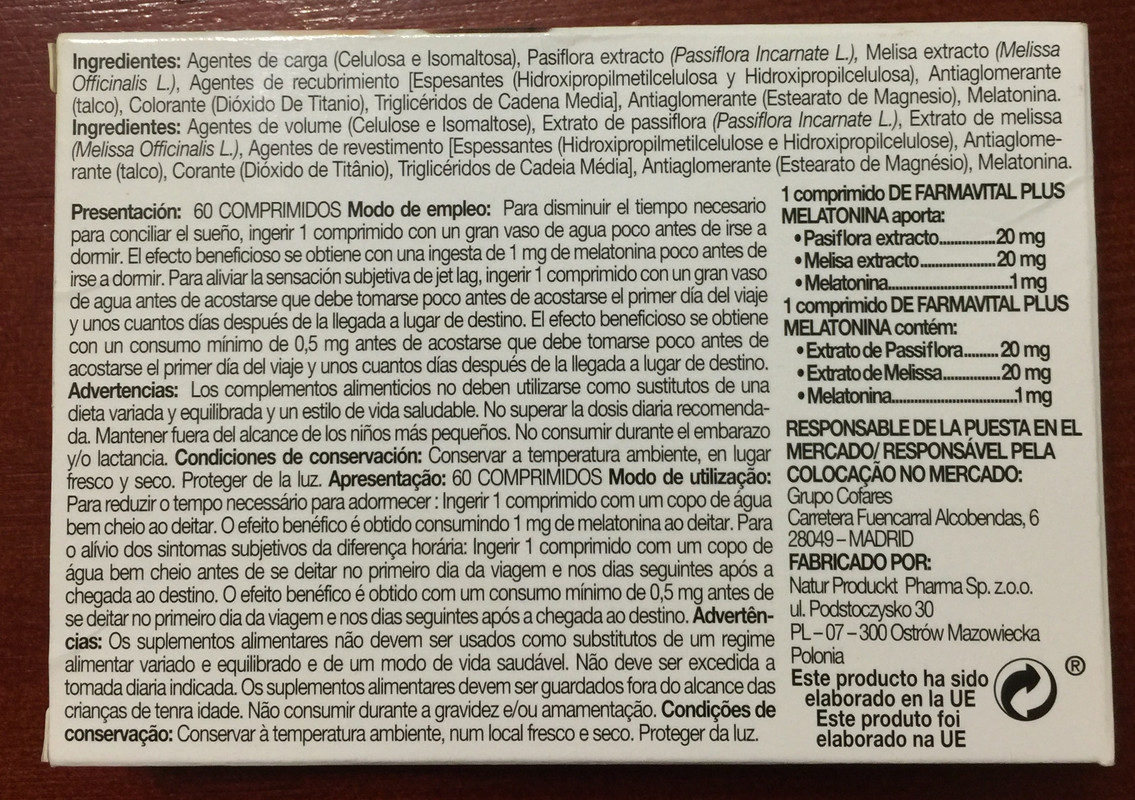 Ingredientes: Agentes de carga (Celulosa e Isomaltosa), Pasiflora extracto (Passiflora Incarnate L.), Melisa extracto (Melissa
Officinalis L.), Agentes de recubrimiento [Espesantes (Hidroxipropilmetilcelulosa y Hidroxipropilcelulosa), Antiaglomerante
(talco), Colorante (Dióxido De Titanio), Triglicéridos de Cadena Media], Antiaglomerante (Estearato de Magnesio), Melatonina.
Ingredientes: Agentes de volume (Celulose e Isomaltose), Extrato de passiflora (Passiflora Incarnate L.), Extrato de melissa
(Melissa Officinalis L.), Agentes de revestimento [Espessantes (Hidroxipropilmetilcelulose e Hidroxipropilcelulose), Antiaglome-
rante (talco), Corante (Dióxido de Titânio), Triglicéridos de Cadeia Média], Antiaglomerante (Estearato de Magnésio), Melatonina.
Presentación: 60 COMPRIMIDOS Modo de empleo: Para disminuir el tiempo necesario
para conciliar el sueño, ingerir 1 comprimido con un gran vaso de agua poco antes de irse a
dormir. El efecto beneficioso se obtiene con una ingesta de 1 mg de melatonina poco antes de
irse a dormir. Para aliviar la sensación subjetiva de jet lag, ingerir 1 comprimido con un gran vaso
de agua antes de acostarse que debe tomarse poco antes de acostarse el primer día del viaje
y unos cuantos días después de la llegada a lugar de destino. El efecto beneficioso se obtiene
con un consumo mínimo de 0,5 mg antes de acostarse que debe tomarse poco antes de
acostarse el primer día del viaje y unos cuantos días después de la llegada a lugar de destino.
Advertencias: Los complementos alimenticios no deben utilizarse como sustitutos de una
dieta variada y equilibrada y un estilo de vida saludable. No superar la dosis diaria recomenda-
da. Mantener fuera del alcance de los niños más pequeños. No consumir durante el embarazo
y/o lactancia. Condiciones de conservación: Conservar a temperatura ambiente, en lugar
fresco y seco. Proteger de la luz. Apresentação: 60 COMPRIMIDOS Modo de utilização:
Para reduzir o tempo necessário para adormecer : Ingerir 1 comprimido com um copo de água
bem cheio ao deitar. O efeito benéfico é obtido consumindo 1 mg de melatonina ao deitar. Para
o alívio dos sintomas subjetivos da diferença horária: Ingerir 1 comprimido com um copo de
água bem cheio antes de se deitar no primeiro dia da viagem e nos dias seguintes após a
chegada ao destino. O efeito benéfico é obtido com um consumo mínimo de 0,5 mg antes de
se deitar no primeiro dia da viagem e nos dias seguintes após a chegada ao destino. Advertên-
cias: Os suplementos alimentares não devem ser usados como substitutos de um regime
alimentar variado e equilibrado e de um modo de vida saudável. Não deve ser excedida a
tomada diaria indicada. Os suplementos alimentares devem ser guardados fora do alcance das
crianças de tenra idade. Não consumir durante a gravidez e/ou amamentação. Condições de
conservação: Conservar à temperatura ambiente, num local fresco e seco. Proteger da luz.
1 comprimido DE FARMAVITAL PLUS
MELATONINA aporta:
• Pasiflora extracto...............20 mg
• Melisa extracto....................20 mg
• Melatonina................................1 mg
1 comprimido DE FARMAVITAL PLUS
MELATONINA contém:
• Extrato de Passiflora.........20 mg
• Extrato de Melissa...............20 mg
• Melatonina.................................1 mg
RESPONSABLE DE LA PUESTA EN EL
MERCADO/ RESPONSÁVEL PELA
COLOCAÇÃO NO MERCADO:
Grupo Cofares
Carretera Fuencarral Alcobendas, 6
28049 – MADRID
FABRICADO POR:
Natur Produckt Pharma Sp. z.o.o.
ul. Podstoczysko 30
PL – 07 – 300 Ostrów Mazowiecka
Polonia
Este producto ha sido
elaborado en la UE
Este produto foi
elaborado na UE
®